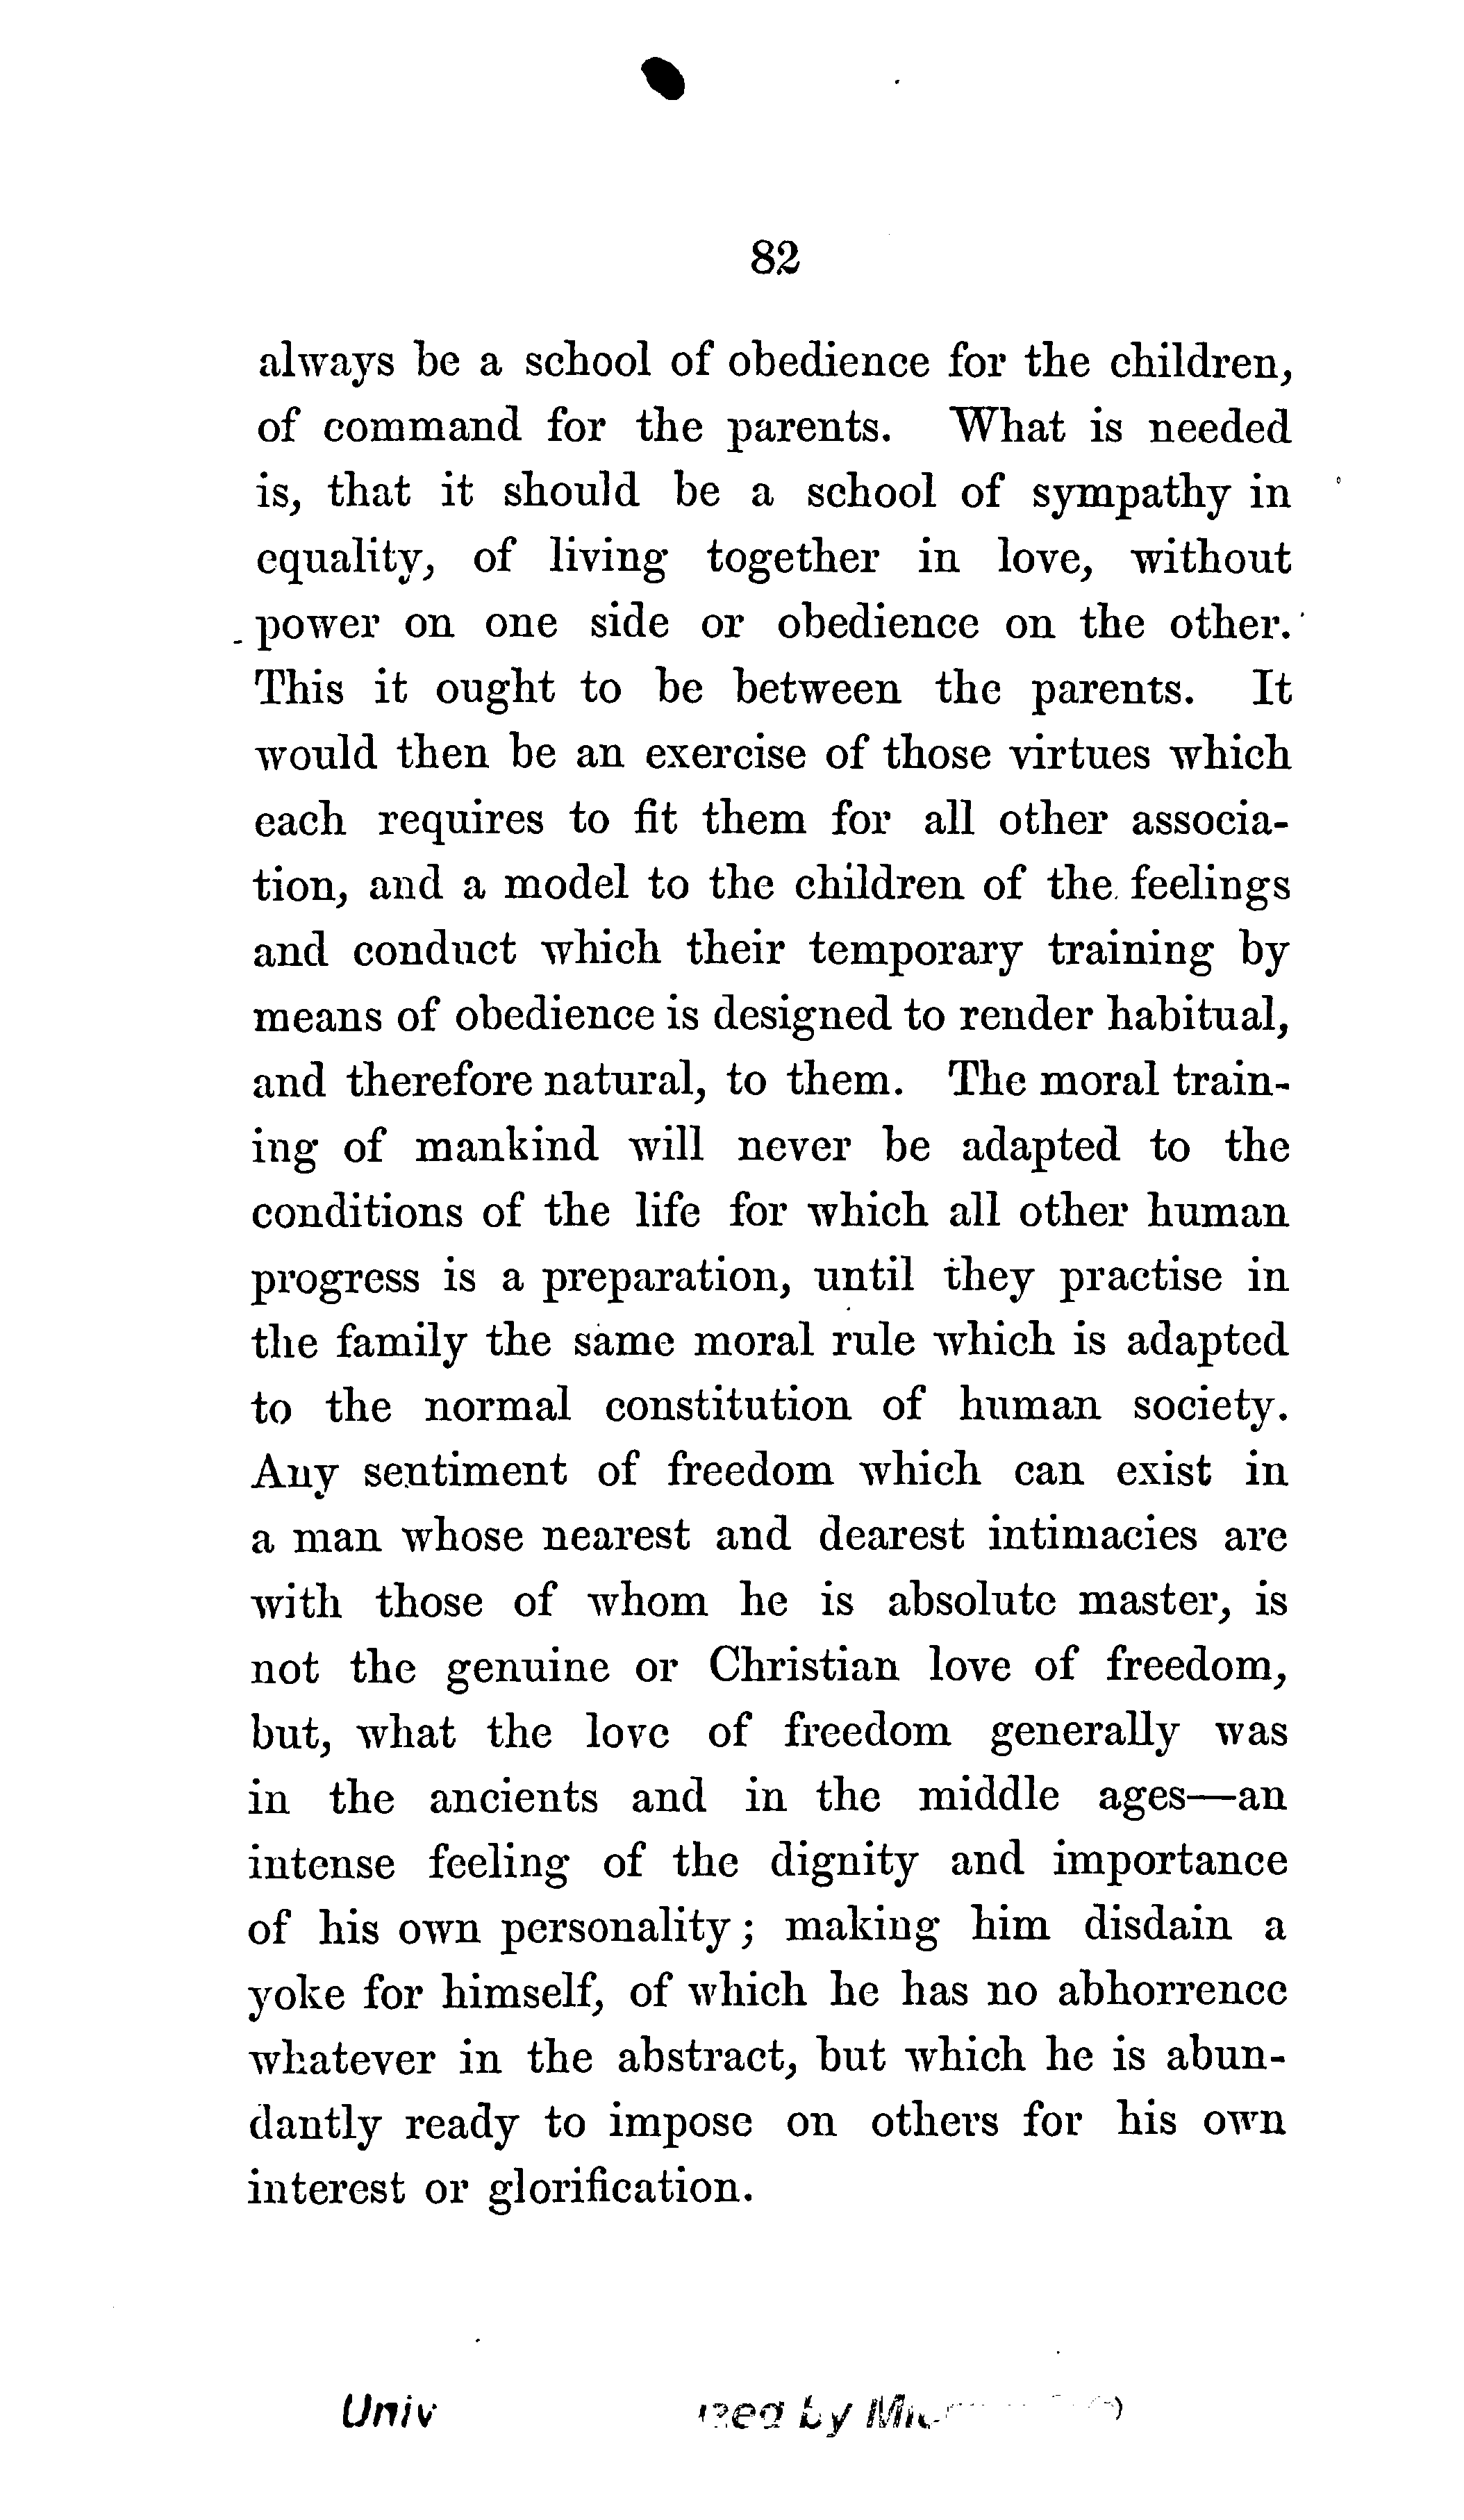 82
always be a school of obedience for the children,
of command for the parents. What is needed
is, that it should be a school of sympathy in
equality, of living together in love, without
power on one side or obedience on the other.
This it ought to be between the parents. It
would then be an exercise of those virtues which
each requires to fit them for all other associa-
tion, and a model to the children of the feelings
and conduct which their temporary training by
means of obedience is designed to render habitual,
and therefore natural, to them. The moral train-
ing of mankind will never be adapted to the
conditions of the life for which all other human
progress is a preparation, until they practise in
the family the same moral rule which is adapted
to the normal constitution of human society.
Any sentiment of freedom which can exist in
a man whose nearest and dearest intimacies are
with those of whom he is absolute master, is
not the genuine or Christian love of freedom,
but, what the love of freedom generally was
in the ancients and in the middle ages—an
intense feeling of the dignity and importance
of his own personality; making him disdain a
yoke for himself, of which he has no abhorrence
whatever in the abstract, but which he is abun-
dantly ready to impose on others for his own
interest or glorification.
Univ by